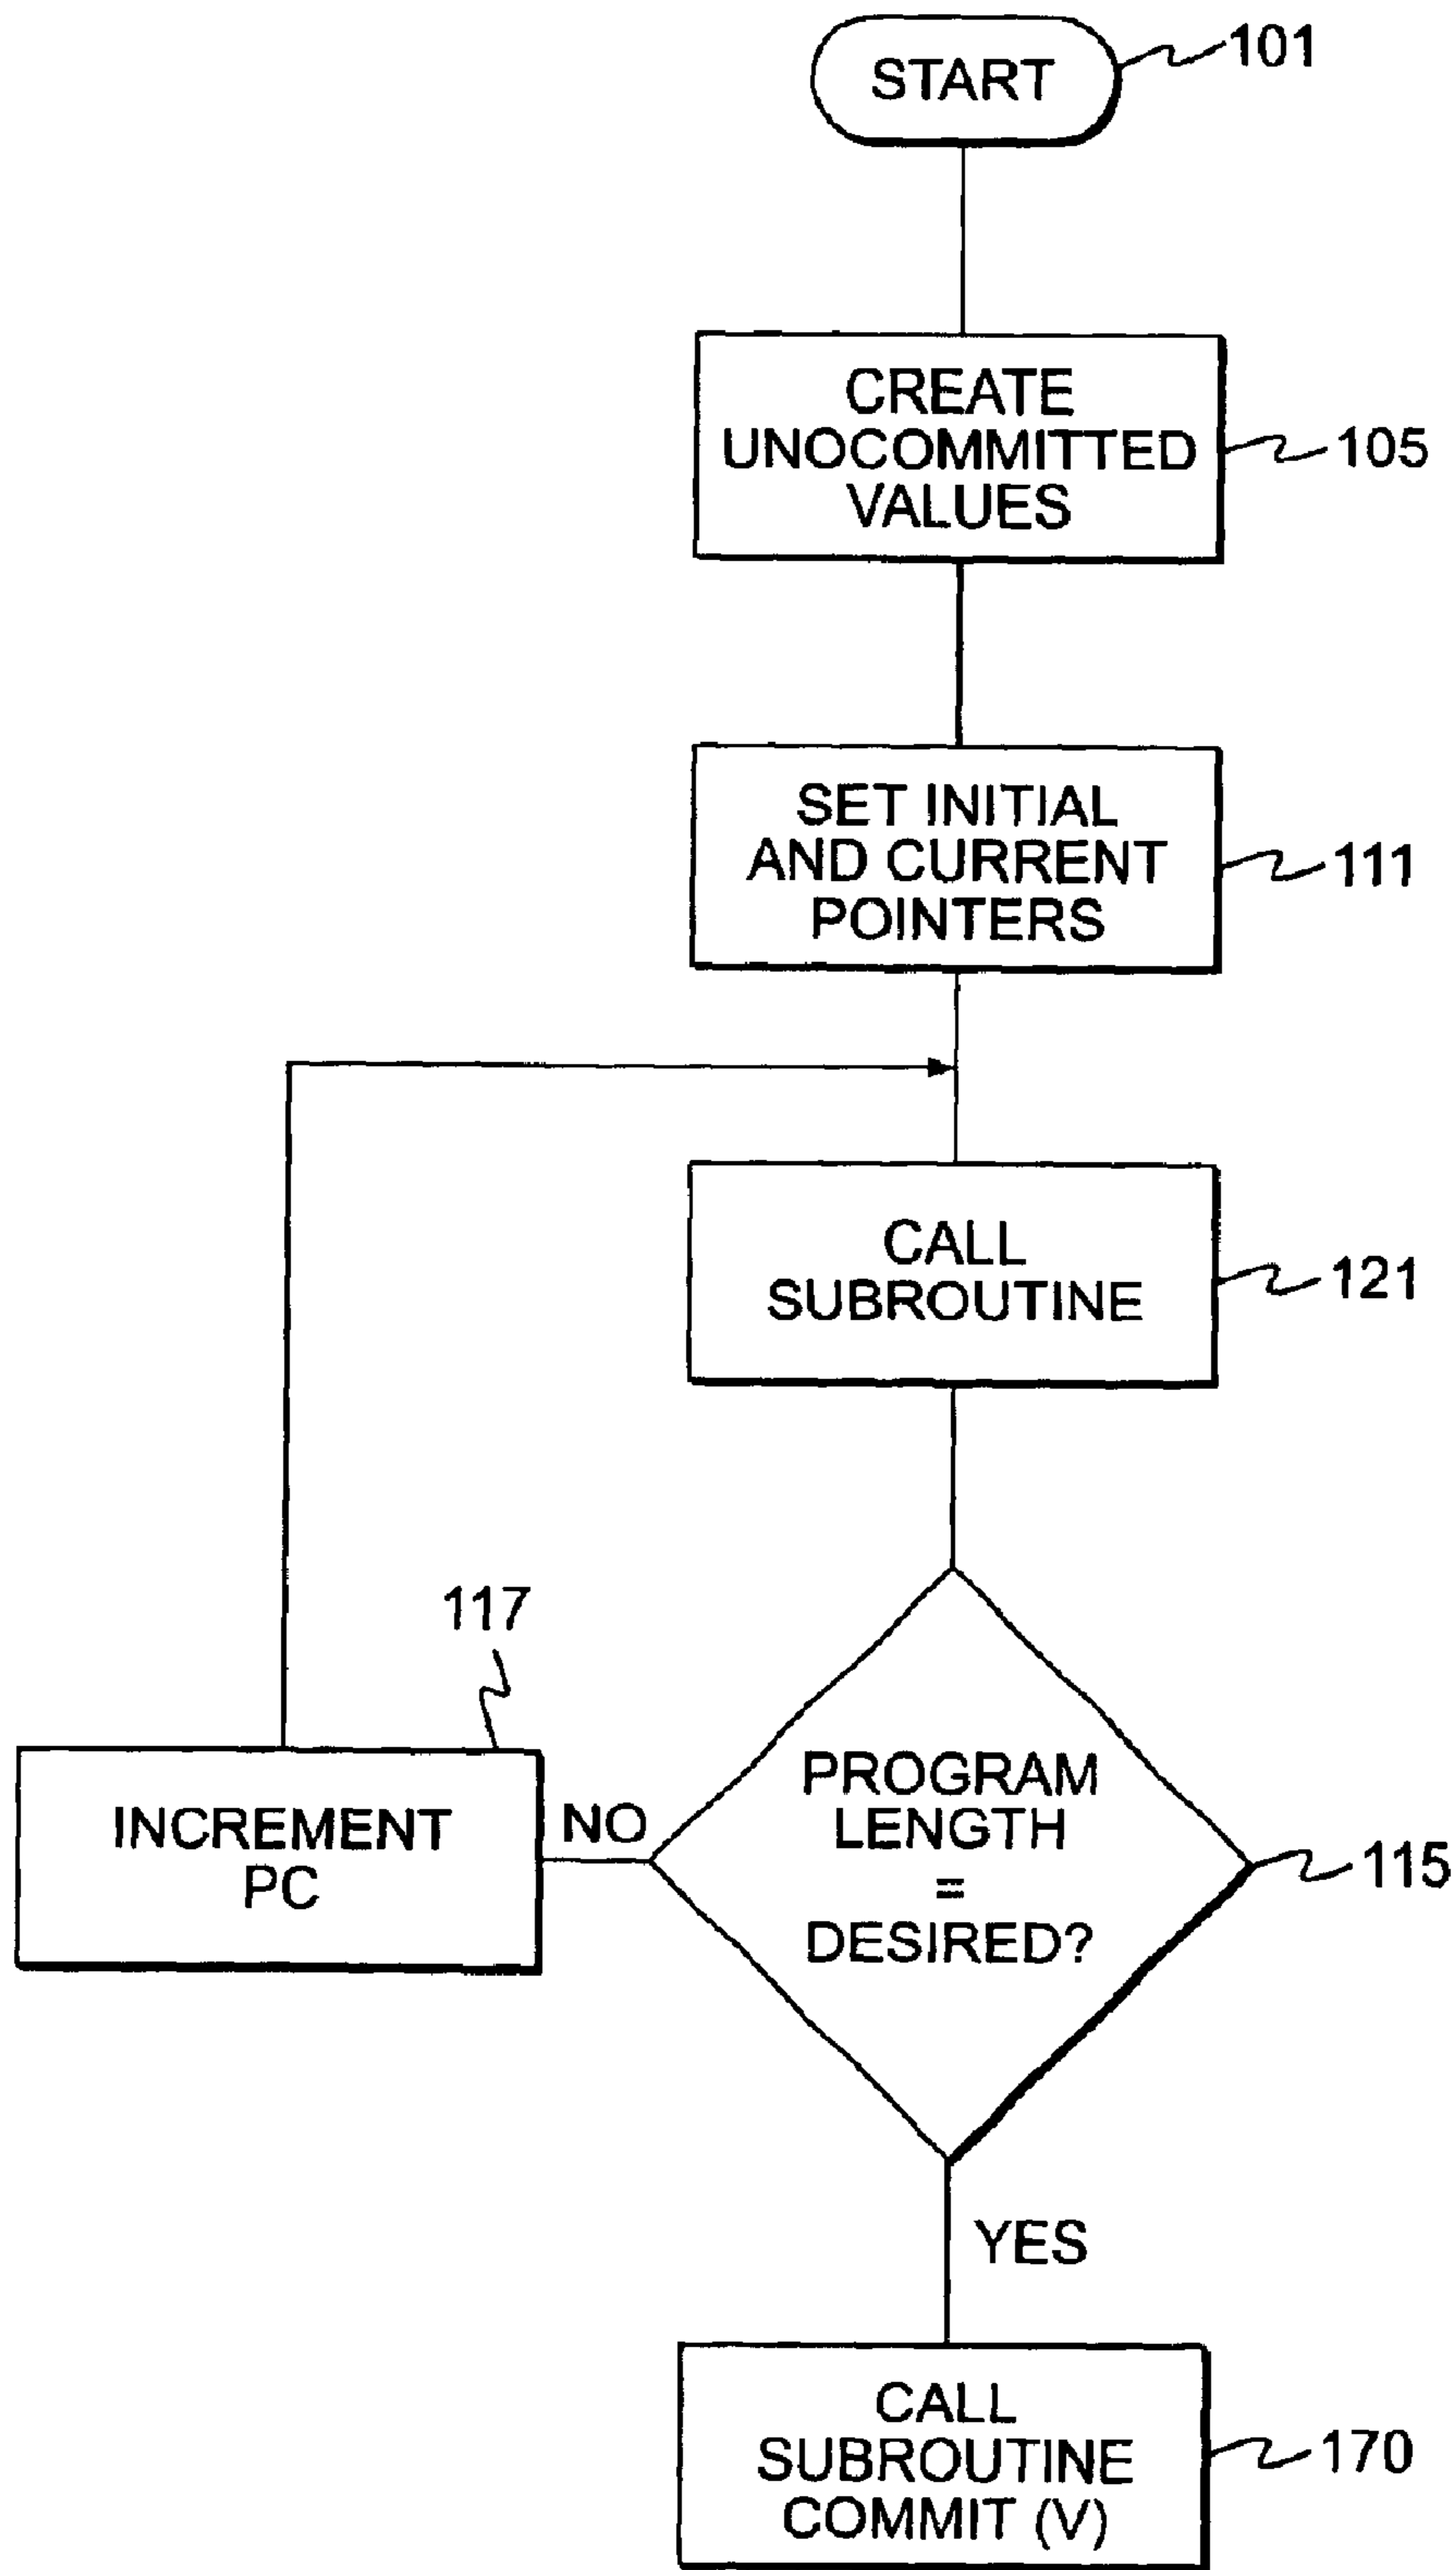 START
101
CREATE
UNOCOMMITTED
VALUES
105
SET INITIAL
AND CURRENT
POINTERS
111
CALL
SUBROUTINE
121
117
INCREMENT
PC
NO
PROGRAM
LENGTH
=
DESIRED?
115
YES
CALL
SUBROUTINE
COMMIT (V)
170